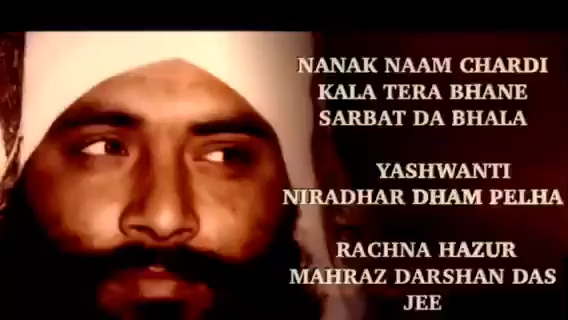 NANAK NAAM CHARDI
KALA TERA BHANE
SARBAT DA BHALA
YASHWANTI
NIRADHAR DHAM PELHA
RACHNA HAZUR
MAHRAZ DARSHAN DAS
JEE